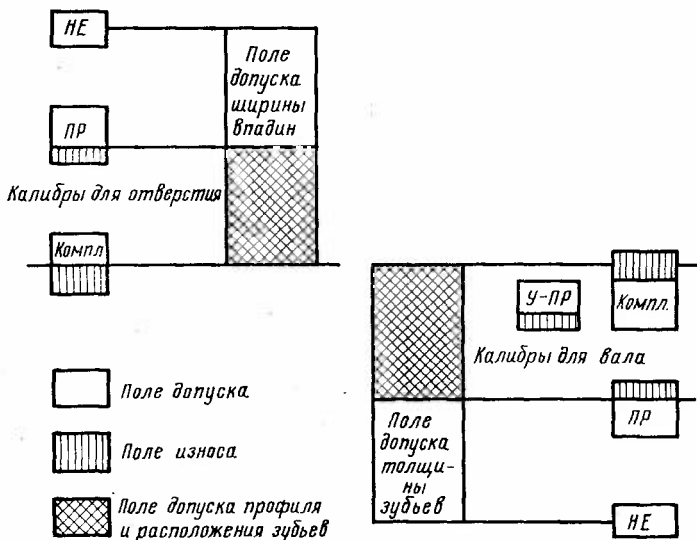 НЕ
Поле
допуска
ширины
впадин
ПР
Калибры для отверстия
Компл
У-ПР
Компл.
Калибры для вала
Поле допуска
ПР
Поле
допуска
толщи-
ны
зубьев
Поле износа
Поле допуска профиля
и расположения зубьев
НЕ